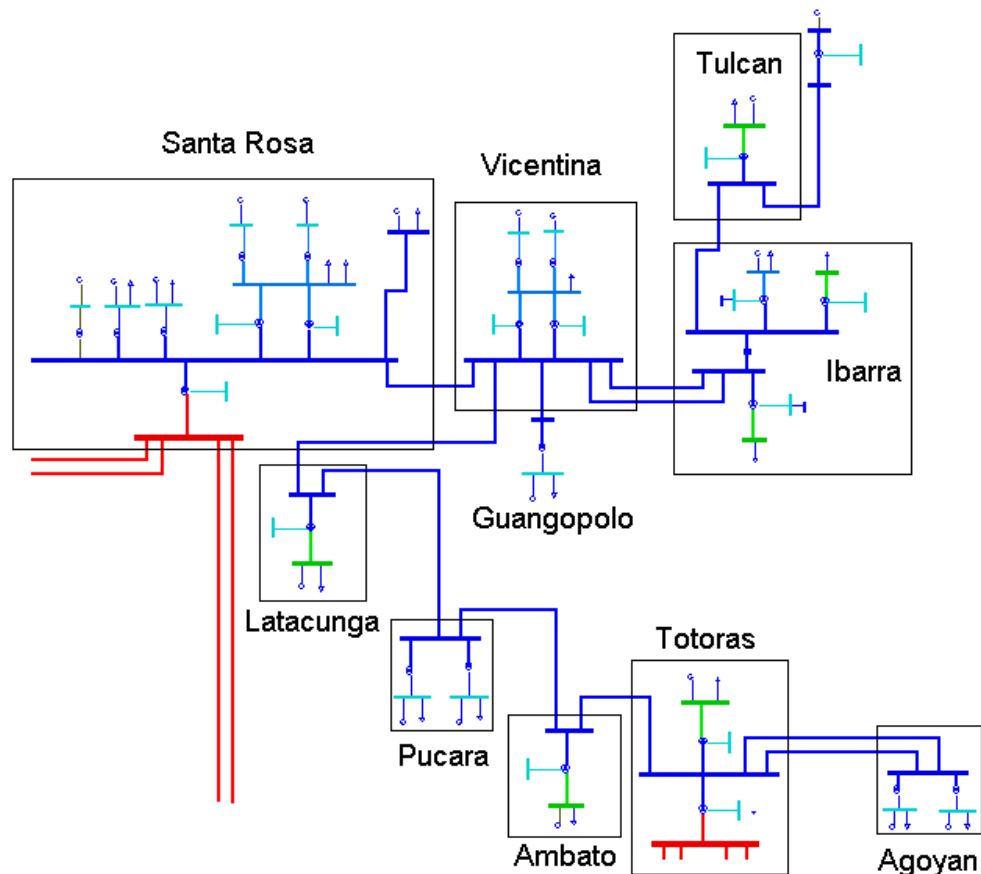 Tulcan
Santa Rosa
Vicentina
Ibarra
Guangopolo
Latacunga
Totoras
Pucara
Ambato
Agoyan